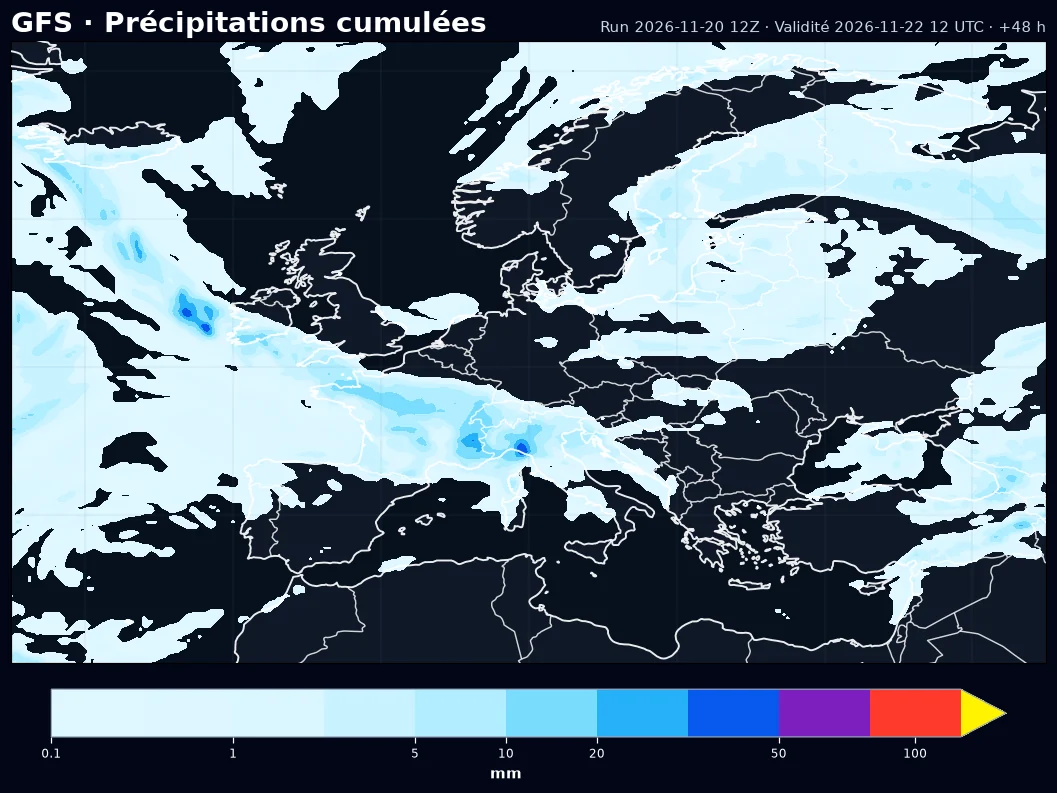 GFS · Précipitations cumulées
Run 2026-11-20 12Z · Validité 2026-11-22 12 UTC · +48 h
0.1 1 5 10 20 50 100
mm